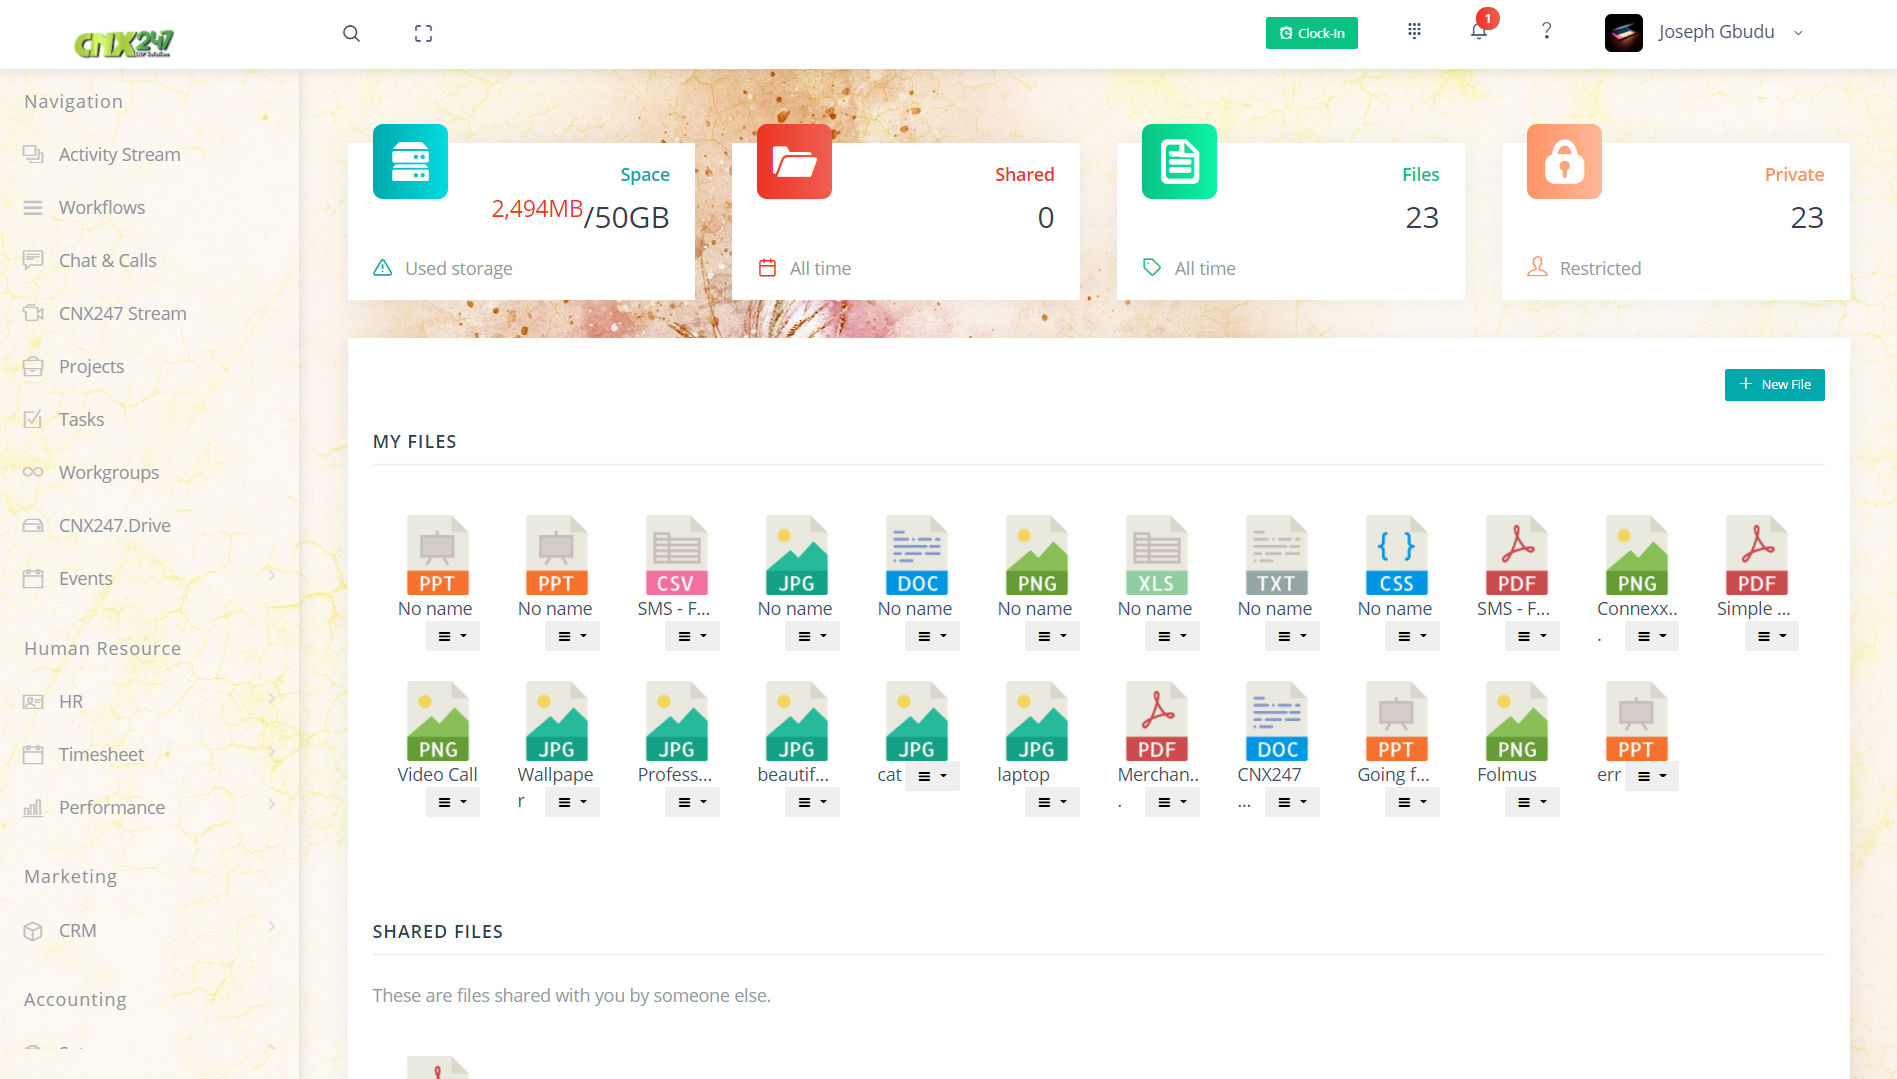 CNX247
ERP Solution
Clock-In
1
?
Joseph Gbudu
Navigation
Activity Stream
Workflows
Chat & Calls
CNX247 Stream
Projects
Tasks
Workgroups
CNX247.Drive
Events
Human Resource
HR
Timesheet
Performance
Marketing
CRM
Accounting
Space
2,494MB/50GB
Used storage
Shared
0
All time
Files
23
All time
Private
23
Restricted
New File
MY FILES
PPT PPT CSV JPG DOC PNG XLS TXT CSS PDF PNG PDF
No name No name SMS - F... No name No name No name No name No name No name SMS - F... Connexx.. Simple ...
.
PNG JPG JPG JPG JPG JPG PDF DOC PPT PNG PPT
Video Call Wallpape Profess... beautif... cat laptop Merchan.. CNX247 Going f... Folmus err
r . ...
SHARED FILES
These are files shared with you by someone else.